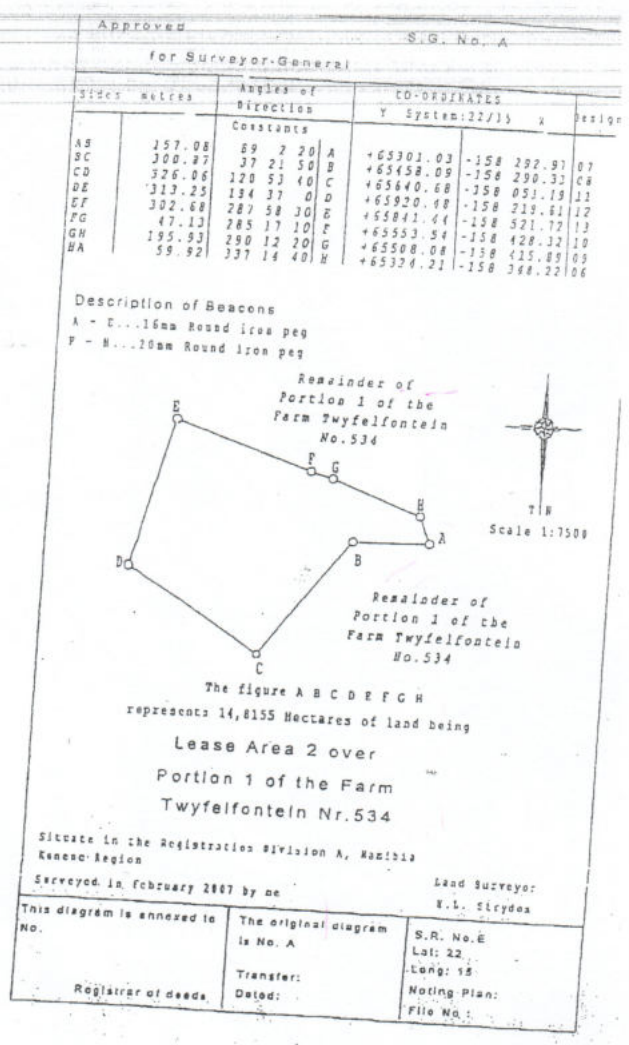 Approved
S.G. No. A
for Surveyor-General
Sides metres Angles of Direction CO-ORDINATES
Y System:22/15 X Design
Constants
AB 157.08 89 2 20 A +65301.03 -158 292.97 07
BC 300.87 37 21 50 B +65458.09 -158 290.33 C8
CD 326.06 120 53 40 C +65640.68 -158 051.19 11
DE 313.25 194 37 0 D +65920.48 -158 218.61 12
EF 302.68 287 58 30 E +65841.44 -158 521.72 13
FG 47.13 285 17 10 F +65553.54 -158 428.32 10
GH 195.93 290 12 20 G +65508.08 -158 415.89 09
HA 59.92 337 14 40 H +65324.21 -158 348.22 06
Description of Beacons
A - E...16mm Round iron peg
F - H...20mm Round iron peg
Remainder of
Portion 1 of the
Farm Twyfelfontein
No.534
E
F
G
H
T N
Scale 1:7500
A
B
D
Remainder of
Portion 1 of the
Farm Twyfelfontein
No.534
C
The figure A B C D E F G H
represents 14,8155 Hectares of land being
Lease Area 2 over
Portion 1 of the Farm
Twyfelfontein Nr.534
Situate in the Registration Division A, Namibia
Kunene Region
Surveyed in February 2007 by me
Land Surveyor
Strydom
This diagram is annexed to
No.
Registrar of deeds
The original diagram
is No. A
Transfer:
Dated:
S.R. No.E
Lat: 22
Long: 15
Noting Plan:
File No :